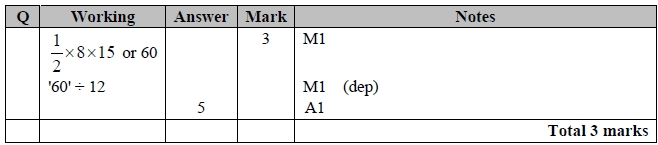 Q Working Answer Mark Notes
1/2 × 8 × 15 or 60 3 M1
'60' ÷ 12 M1 (dep)
5 A1
Total 3 marks